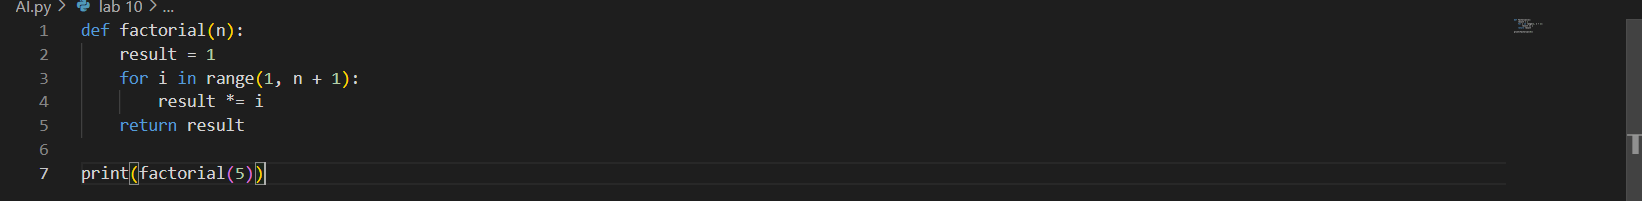 AI.py > lab 10 > ...
1 def factorial(n):
2     result = 1
3     for i in range(1, n + 1):
4         result *= i
5     return result
6
7 print(factorial(5))